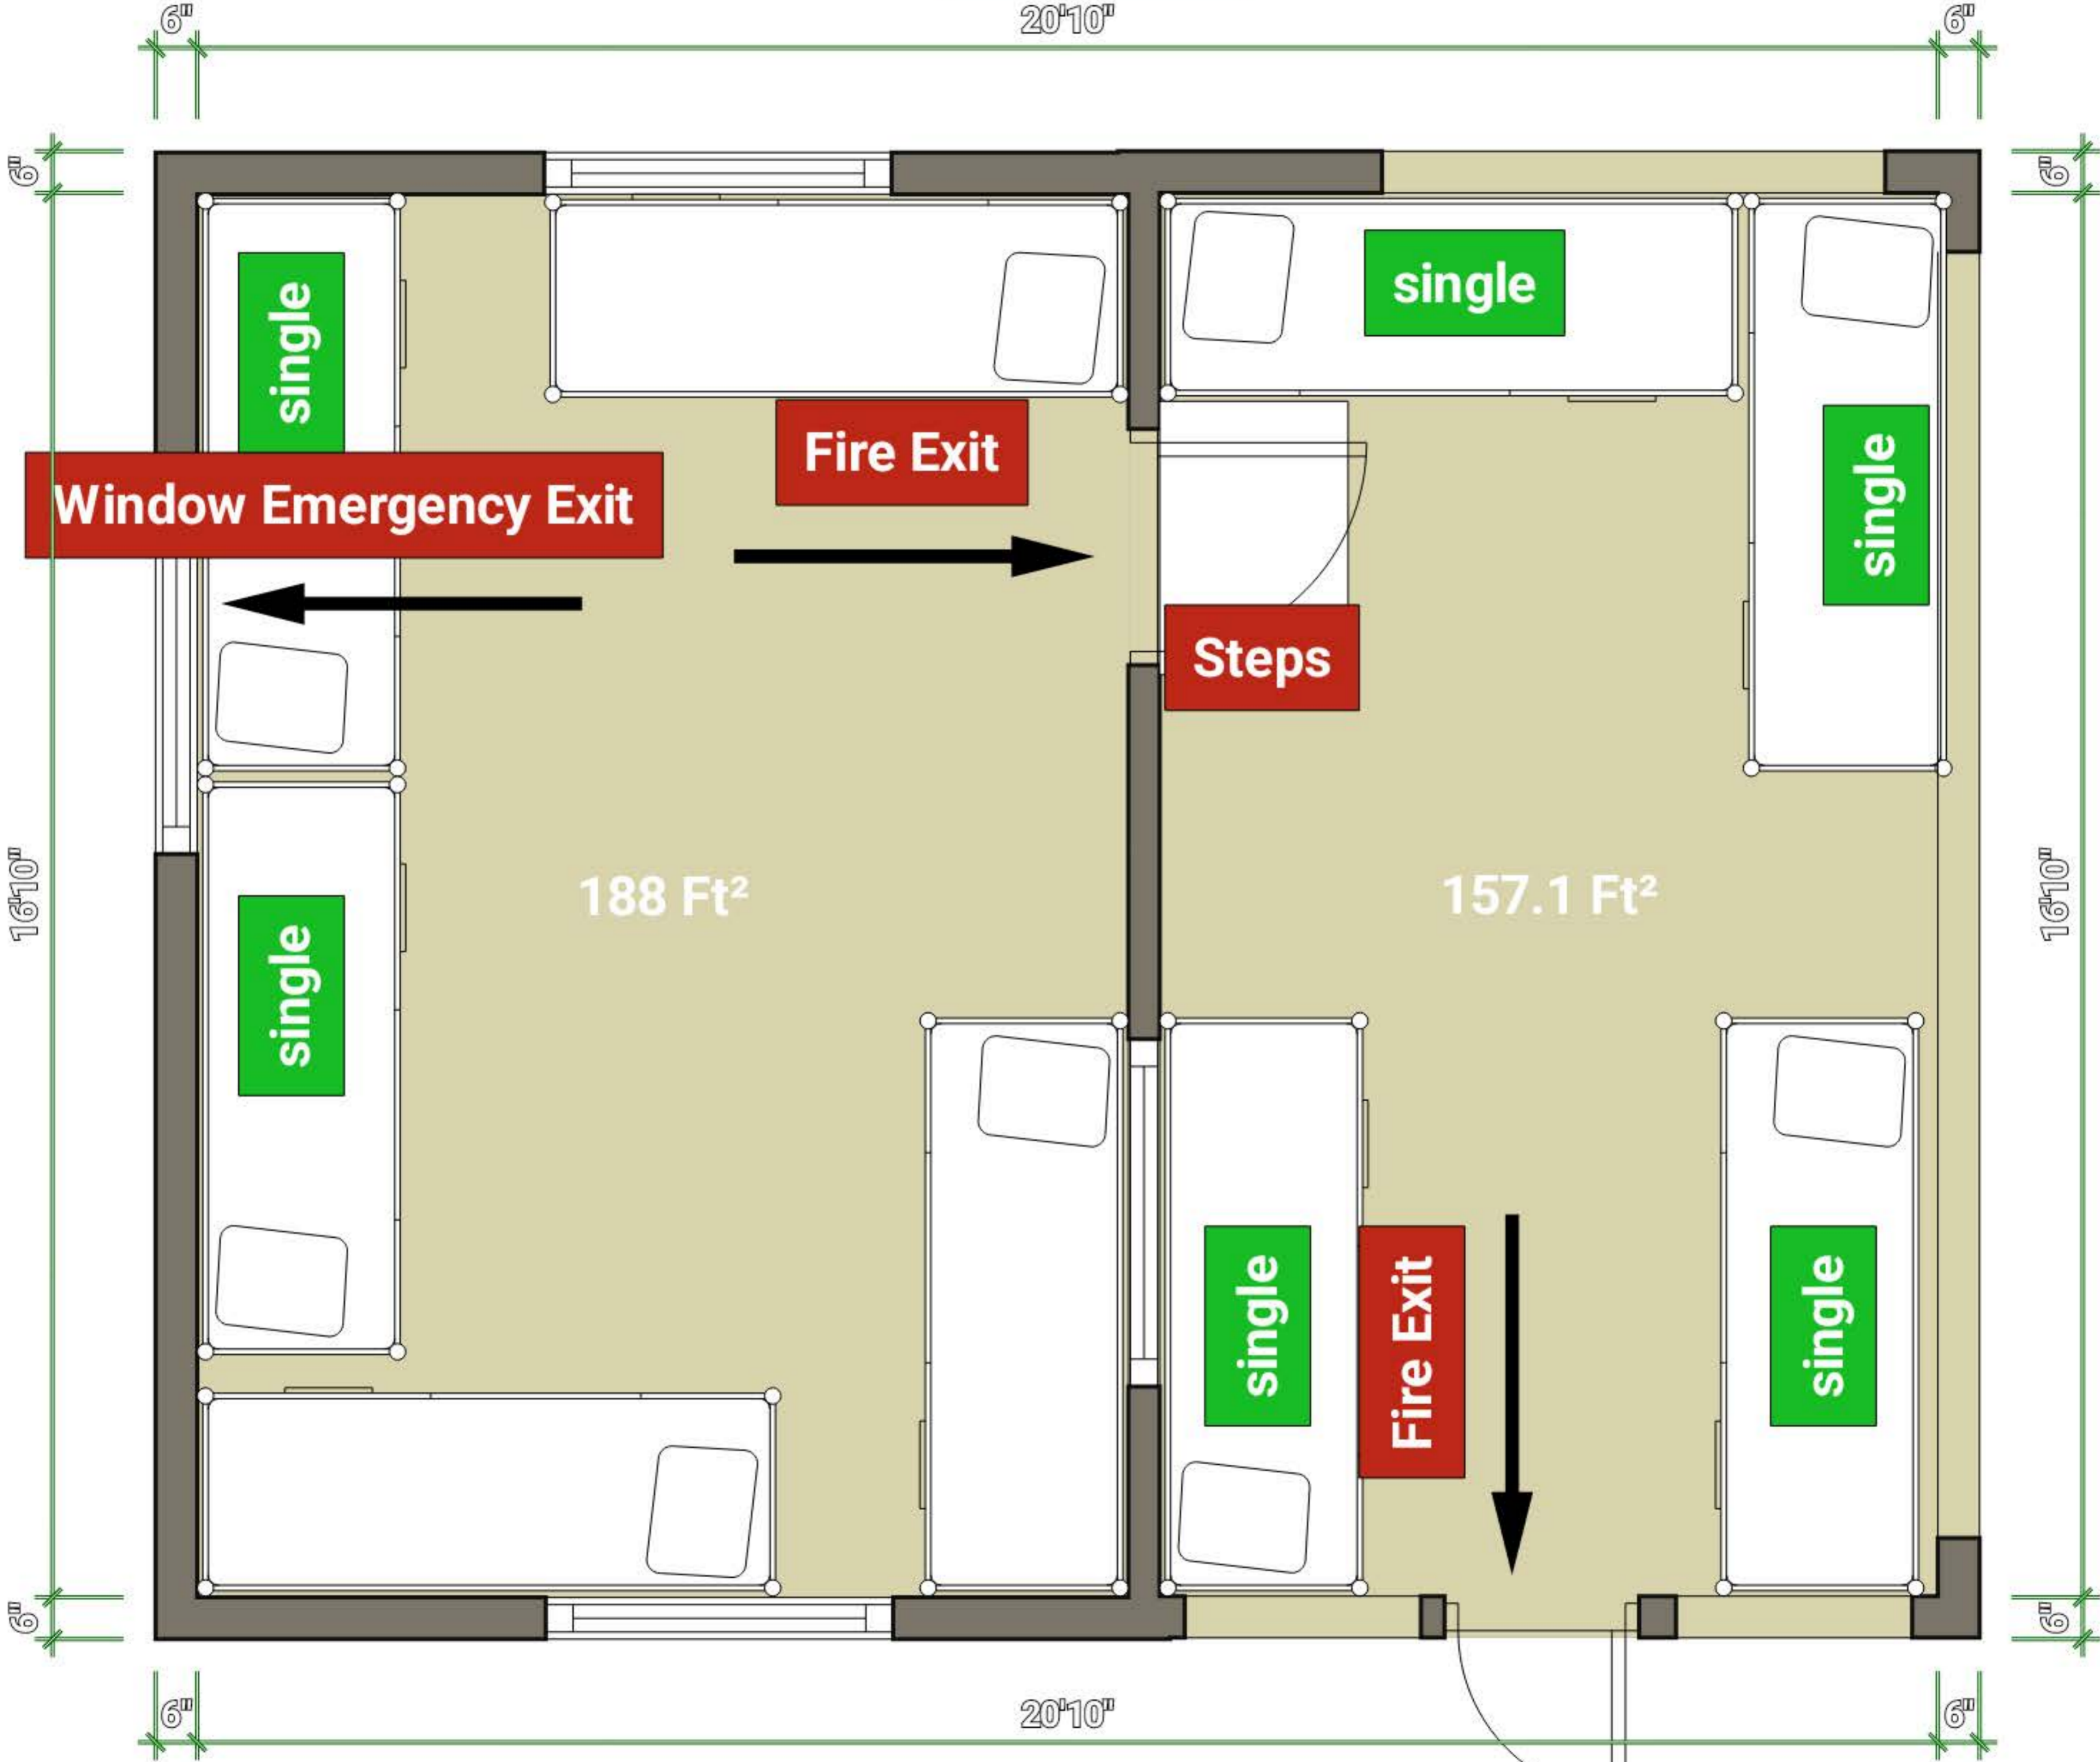 6"
20'10"
6"
6"
6"
single
single
Fire Exit
single
Window Emergency Exit
Steps
16'10"
188 Ft²
157.1 Ft²
16'10"
single
single
Fire Exit
single
6"
6"
6"
20'10"
6"